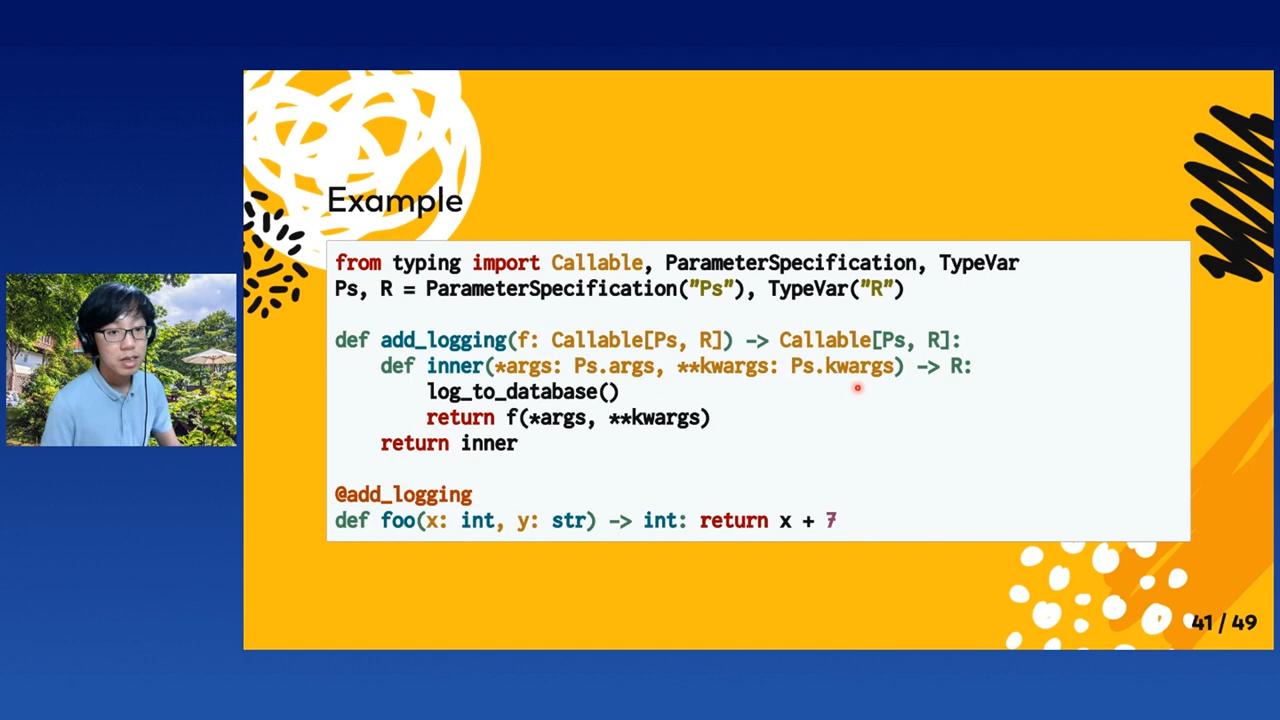 Example
from typing import Callable, ParameterSpecification, TypeVar
Ps, R = ParameterSpecification("Ps"), TypeVar("R")
def add_logging(f: Callable[Ps, R]) -> Callable[Ps, R]:
def inner(*args: Ps.args, **kwargs: Ps.kwargs) -> R:
log_to_database()
return f(*args, **kwargs)
return inner
@add_logging
def foo(x: int, y: str) -> int: return x + 7
41 / 49